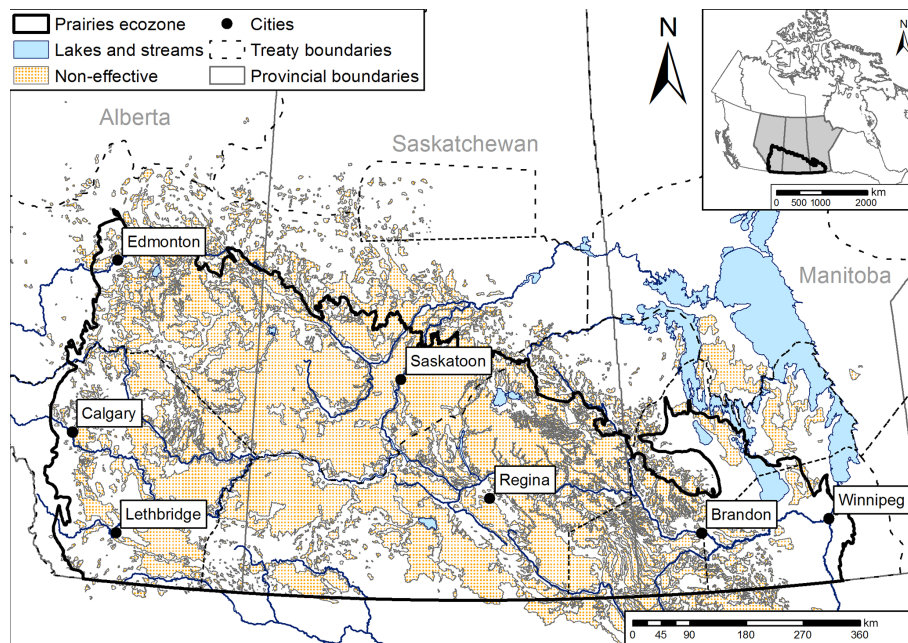 Prairies ecozone
Cities
Lakes and streams
Treaty boundaries
Non-effective
Provincial boundaries
N
N
km
0 500 1000 2000
Alberta
Saskatchewan
Manitoba
Edmonton
Saskatoon
Calgary
Regina
Lethbridge
Brandon
Winnipeg
km
0 45 90 180 270 360